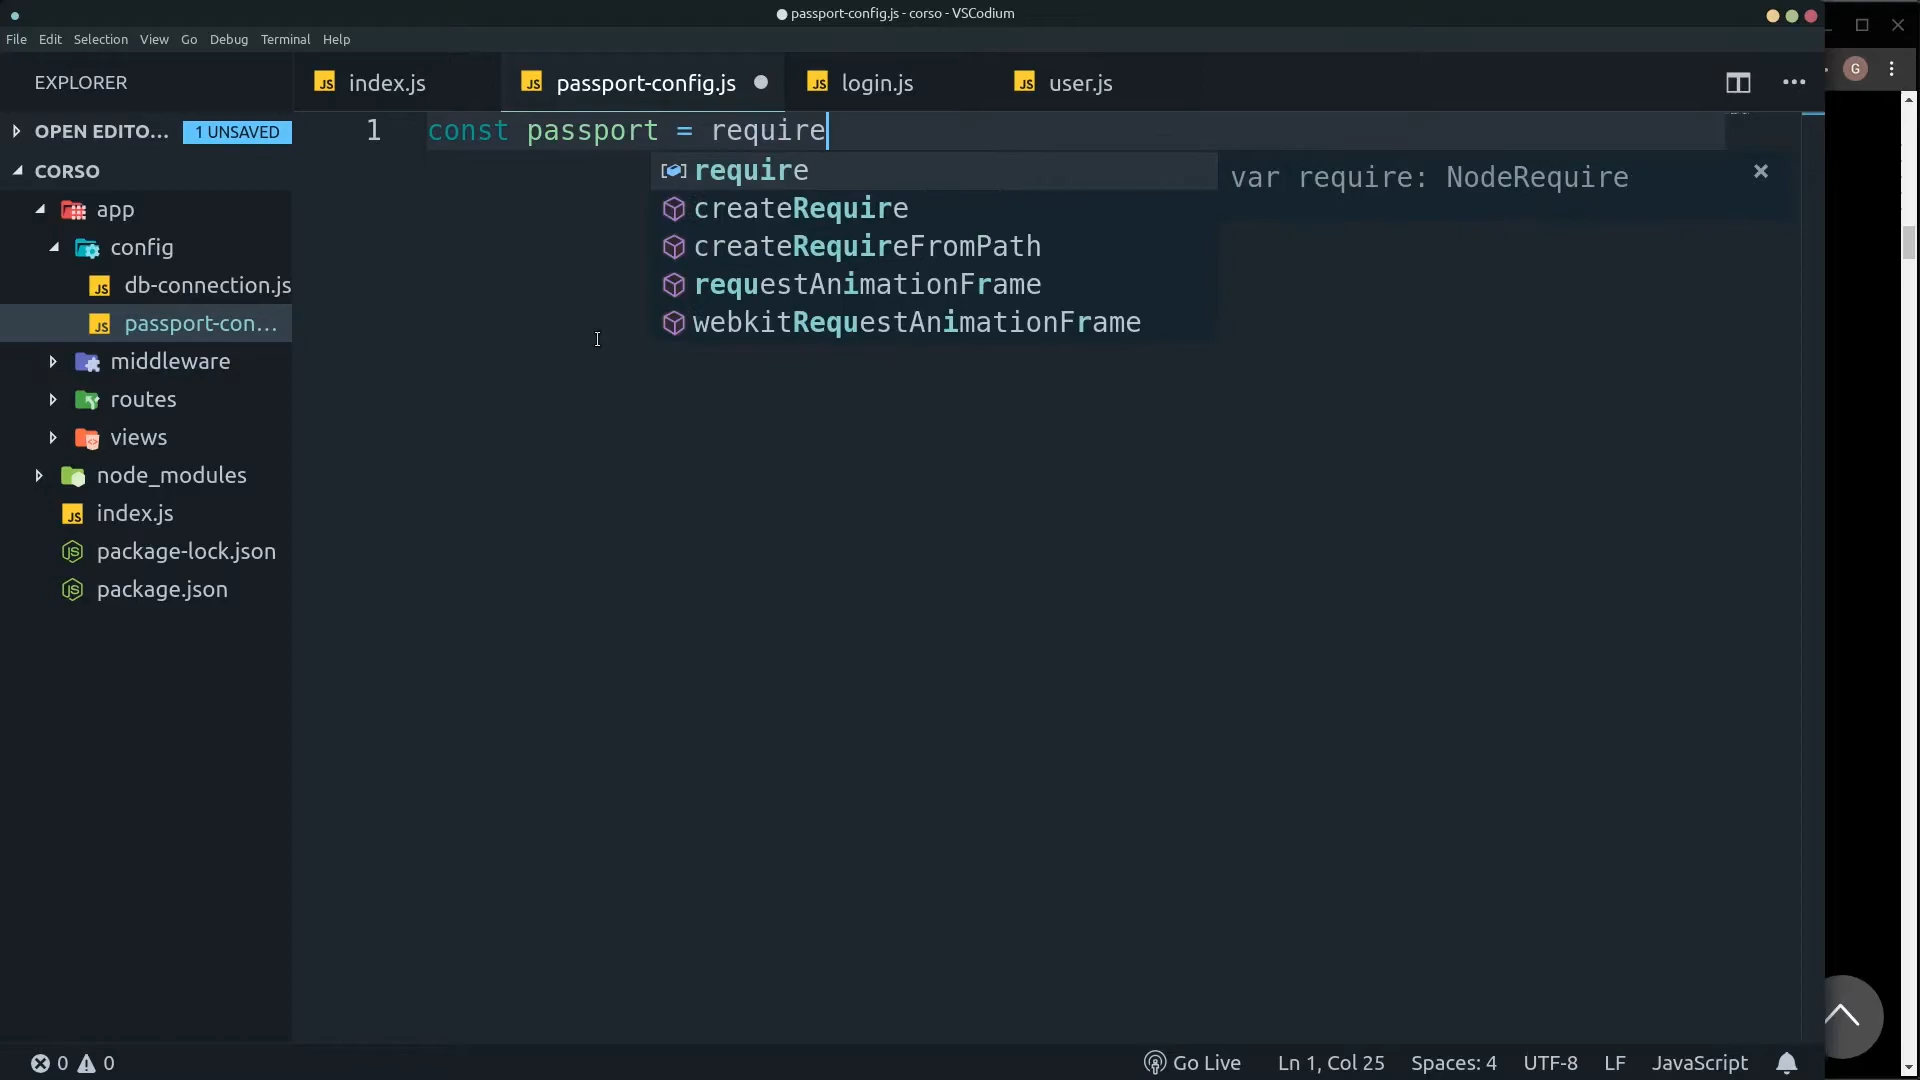 passport-config.js - corso - VSCodium
File Edit Selection View Go Debug Terminal Help
EXPLORER
index.js
passport-config.js
login.js
user.js
G
OPEN EDITO... 1 UNSAVED
CORSO
app
config
db-connection.js
passport-con...
middleware
routes
views
node_modules
index.js
package-lock.json
package.json
1 const passport = require
require
createRequire
createRequireFromPath
requestAnimationFrame
webkitRequestAnimationFrame
var require: NodeRequire
0 0
Go Live Ln 1, Col 25 Spaces: 4 UTF-8 LF JavaScript